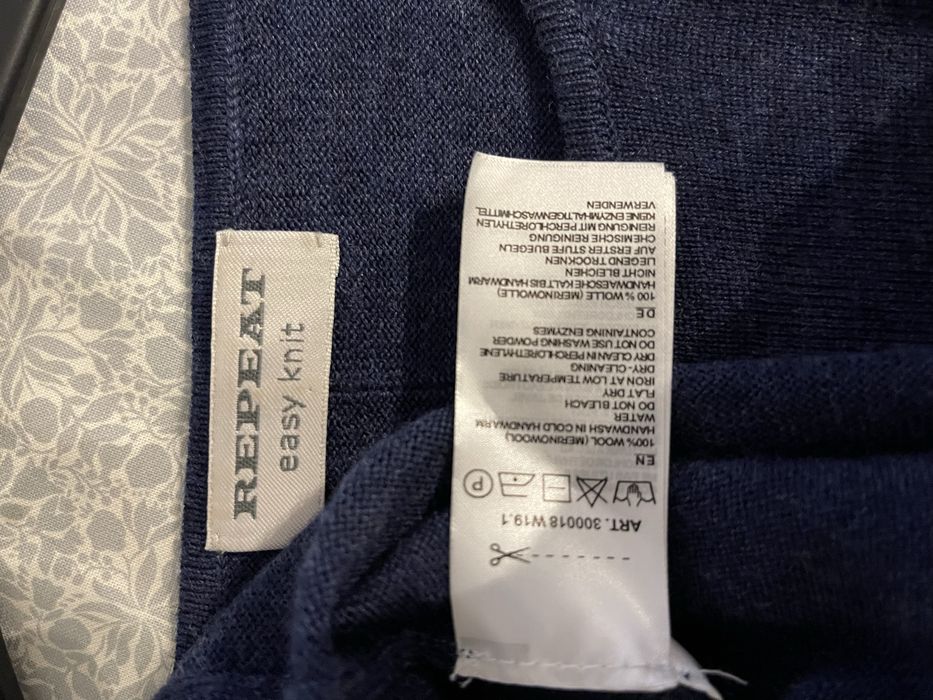 REPEAT
easy knit
ART. 300018 W19.1
P
EN
100% WOOL (MERINOWOOL)
HANDWASH IN COLD HANDWARM
WATER
DO NOT BLEACH
FLAT DRY
IRON AT LOW TEMPERATURE
DRY- CLEANING
DRY CLEAN IN PERCHLORETHYLENE
DO NOT USE WASHING POWDER
CONTAINING ENZYMES
DE
100 % WOLLE (MERINOWOLLE)
HANDWAESCHE KALT BIS HANDWARM
NICHT BLEICHEN
LIEGEND TROCKNEN
AUF ERSTER STUFE BUEGELN
CHEMISCHE REINIGUNG
REINIGUNG MIT PERCHLORETHYLEN
KEINE ENZYMHALTIGENWASCHMITTEL
VERWENDEN